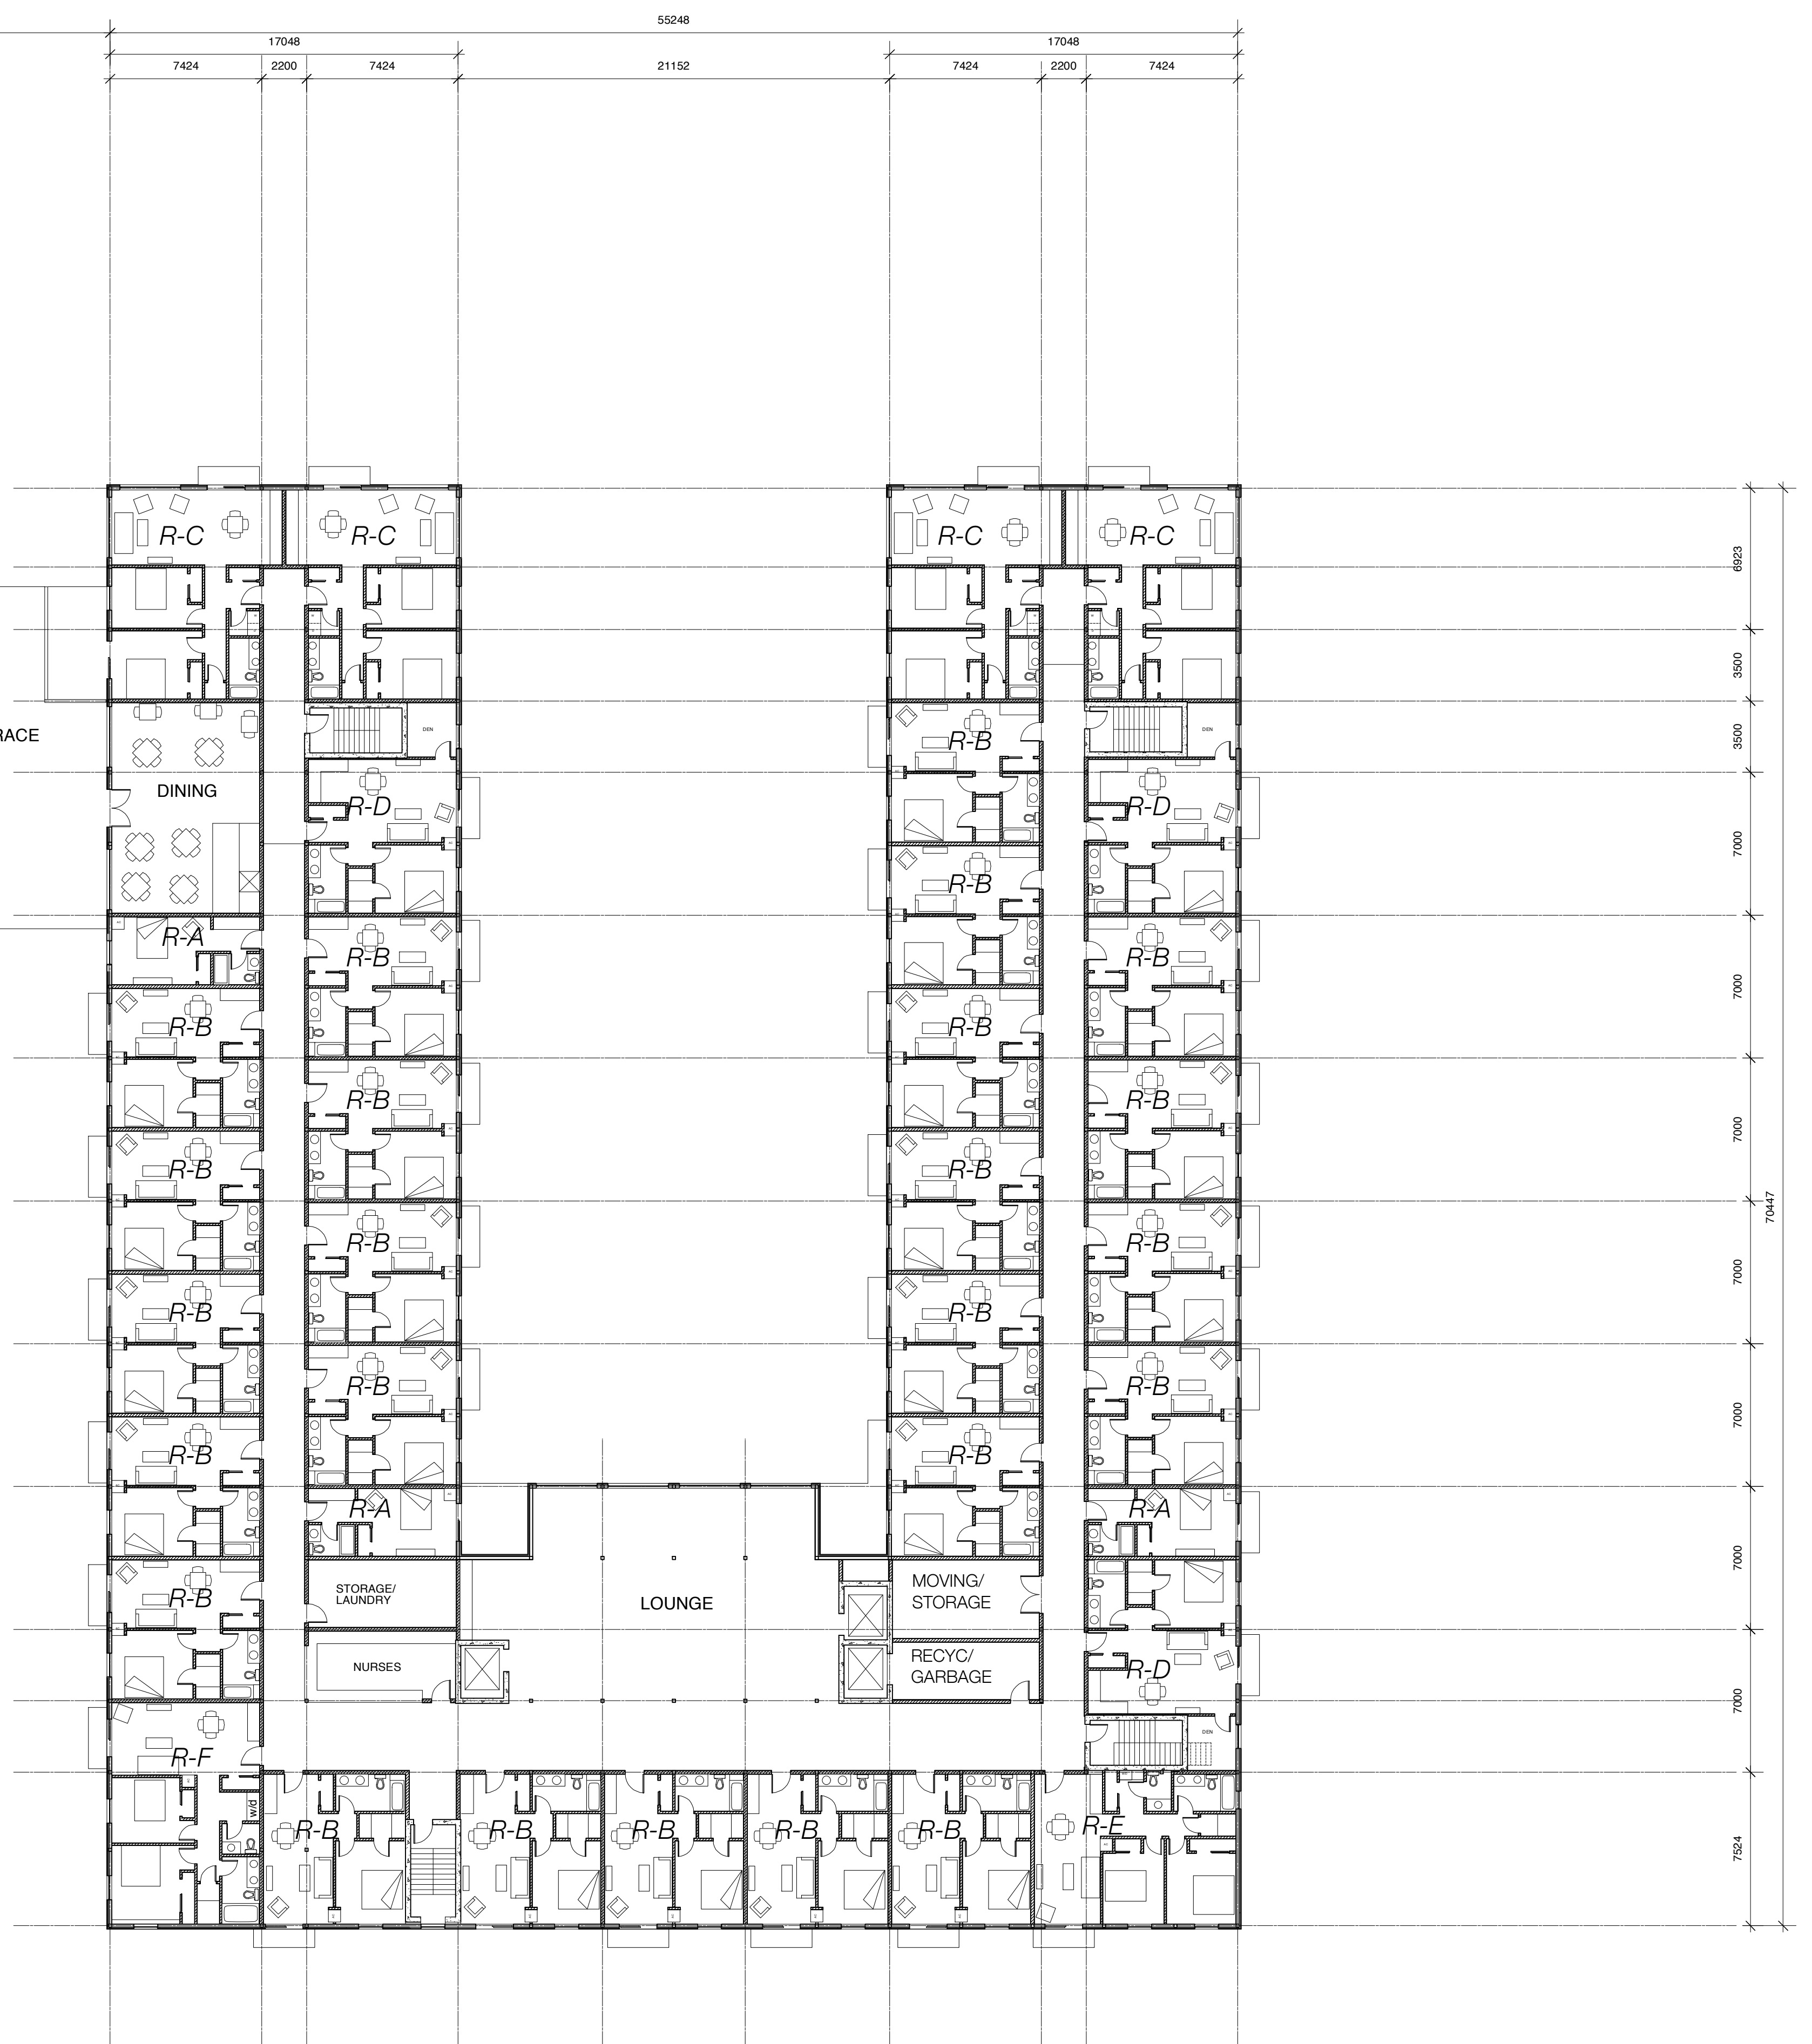 55248
17048
17048
7424
2200
7424
21152
7424
2200
7424
R-C
R-C
R-C
R-C
6923
3500
3500
RACE
DEN
DEN
R-B
DINING
R-D
R-D
7000
R-B
R-A
R-B
R-B
7000
R-B
R-B
R-B
R-B
7000
R-B
R-B
70447
R-B
R-B
7000
R-B
R-B
R-B
R-B
7000
R-B
R-B
R-A
R-A
7000
STORAGE/
LAUNDRY
LOUNGE
MOVING/
STORAGE
R-B
NURSES
RECYC/
GARBAGE
R-D
7000
DEN
R-F
w/d
R-B
R-B
R-B
R-B
R-B
R-E
7524